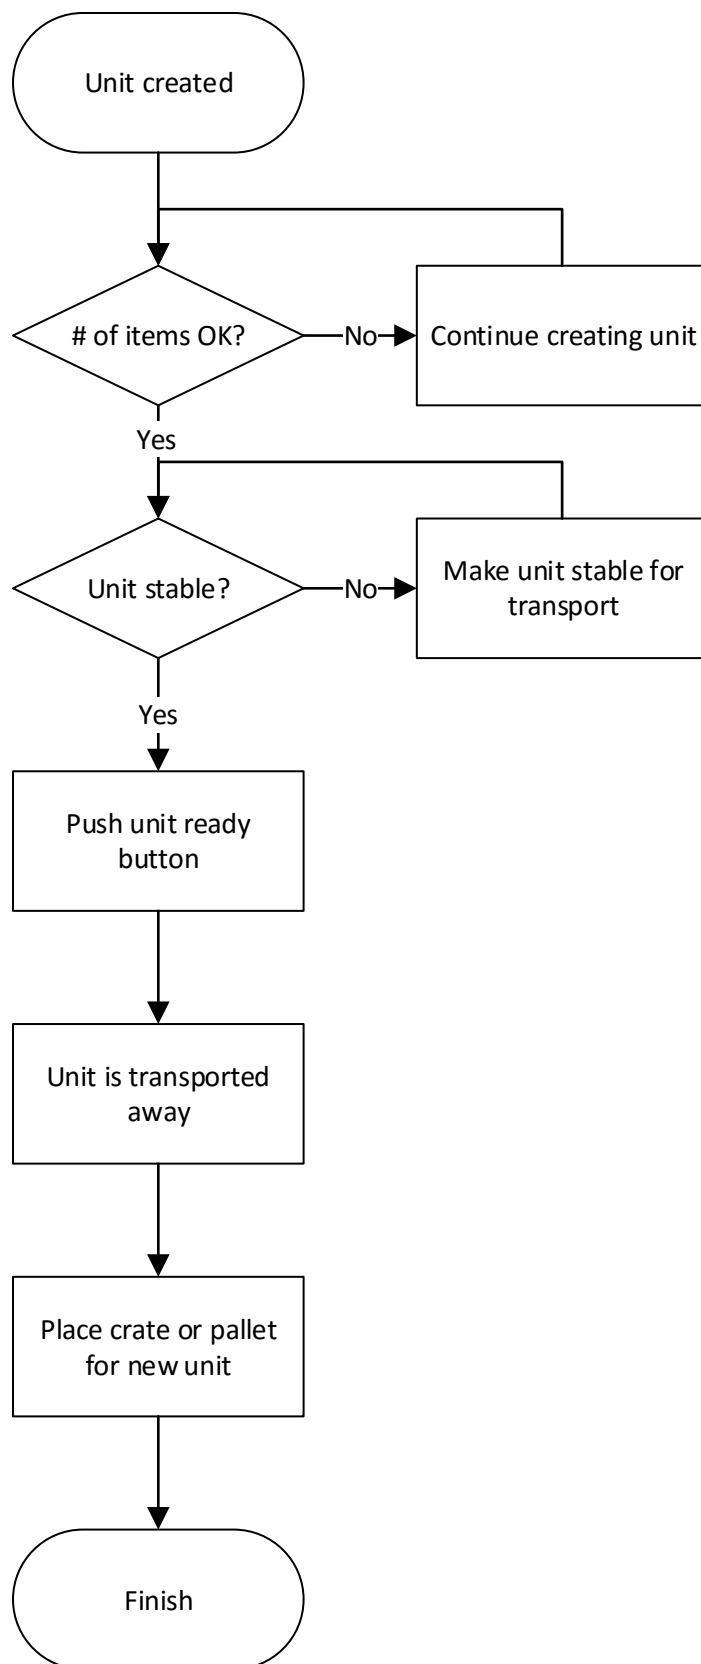 Unit created
# of items OK?
No
Continue creating unit
Yes
Unit stable?
No
Make unit stable for
transport
Yes
Push unit ready
button
Unit is transported
away
Place crate or pallet
for new unit
Finish